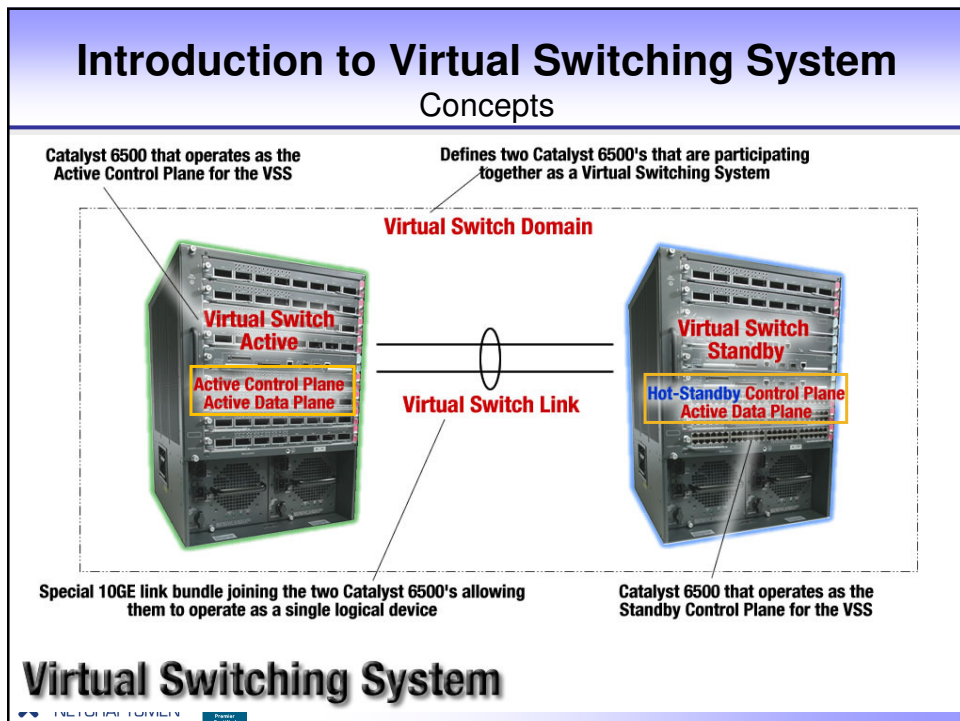 Introduction to Virtual Switching System
Concepts
Catalyst 6500 that operates as the
Active Control Plane for the VSS
Defines two Catalyst 6500's that are participating
together as a Virtual Switching System
Virtual Switch Domain
Virtual Switch
Active
Active Control Plane
Active Data Plane
Virtual Switch Link
Virtual Switch
Standby
Hot-Standby Control Plane
Active Data Plane
Special 10GE link bundle joining the two Catalyst 6500's allowing
them to operate as a single logical device
Catalyst 6500 that operates as the
Standby Control Plane for the VSS
Virtual Switching System
Premier